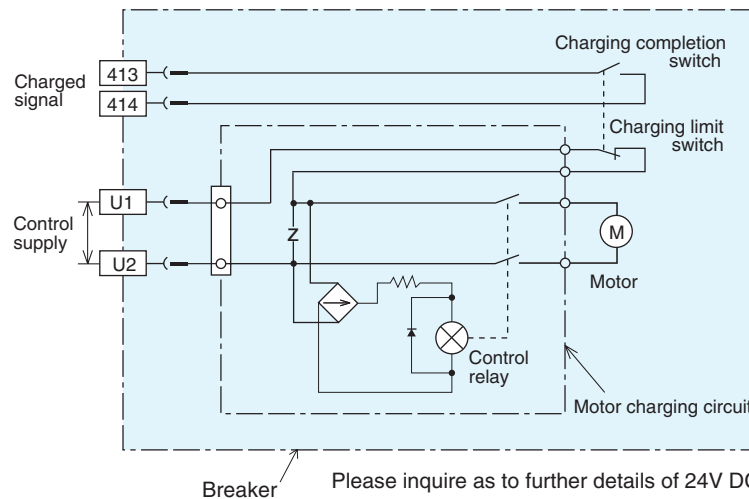 Charging completion
switch
413
Charged
signal
414
Charging limit
switch
U1
Control
supply
Z
M
U2
Motor
Control
relay
Motor charging circuit
Breaker
Please inquire as to further details of 24V DC